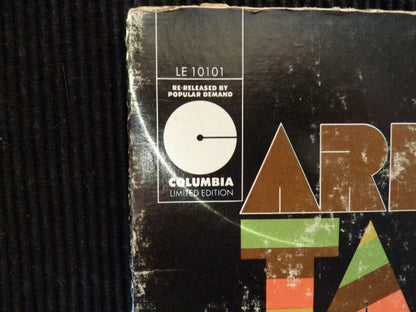 LE 10101
RE-RELEASED BY
POPULAR DEMAND
COLUMBIA
LIMITED EDITION